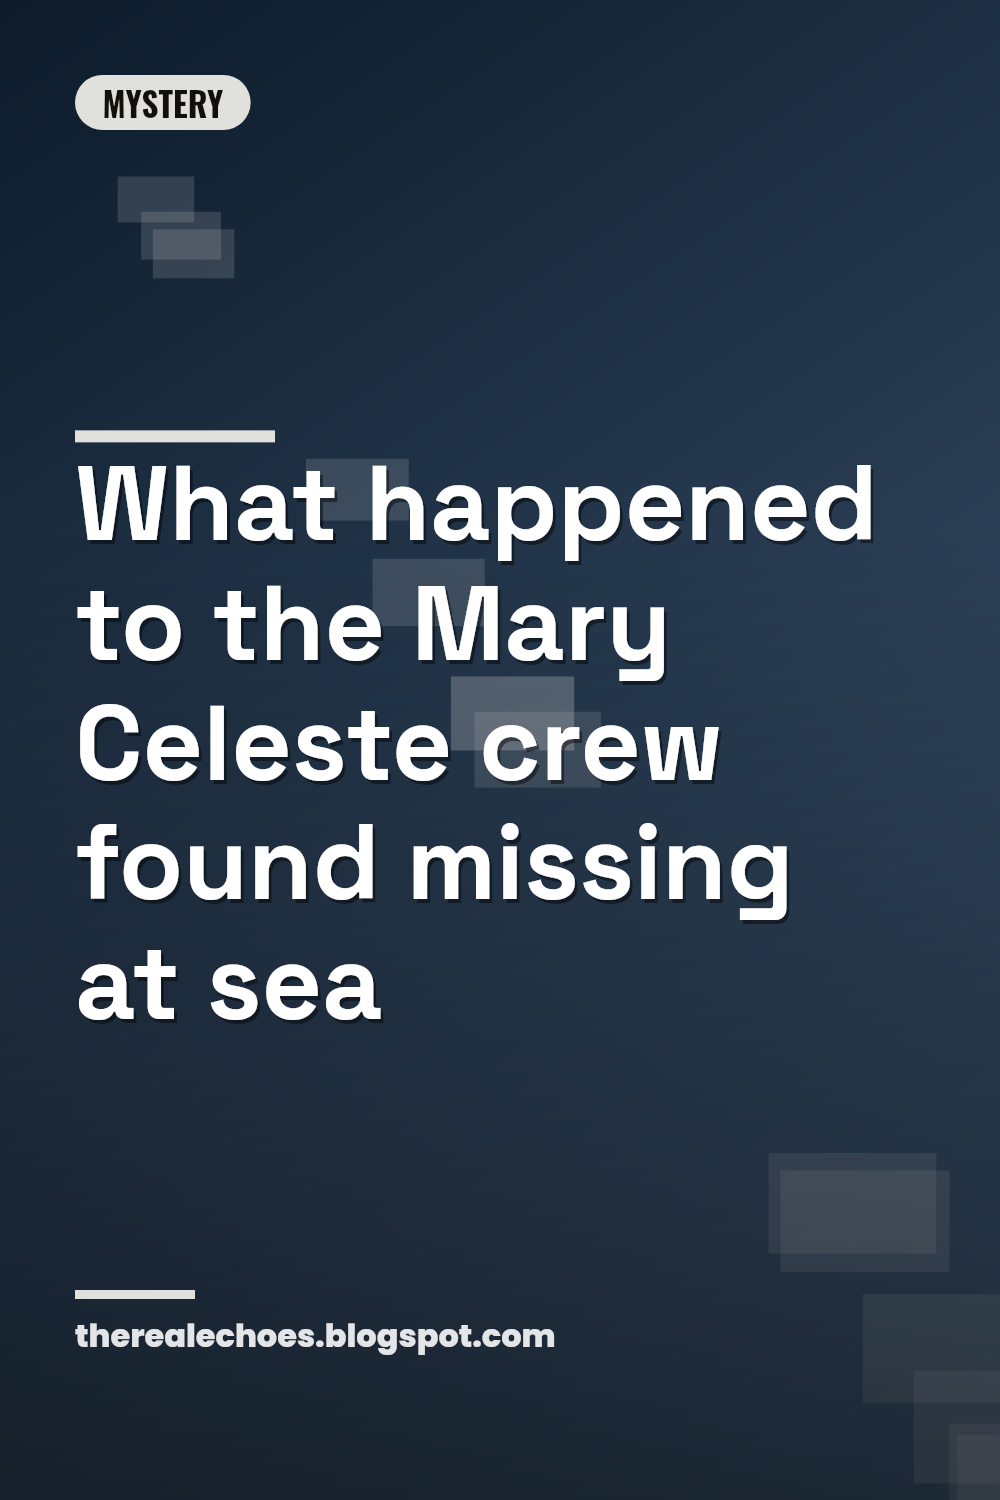 MYSTERY
What happened
to the Mary
Celeste crew
found missing
at sea
therealechoes.blogspot.com